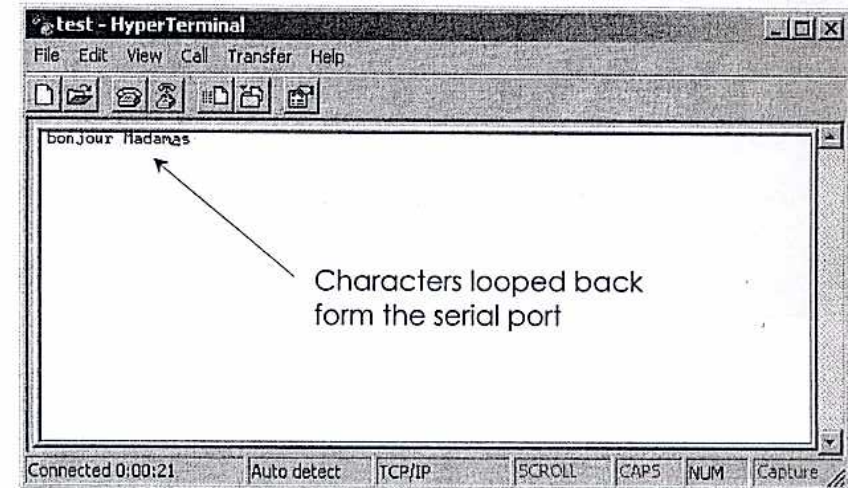 test - HyperTerminal
File Edit View Call Transfer Help
bonjour Madamas
Characters looped back
form the serial port
Connected 0:00:21 Auto detect TCP/IP SCROLL CAPS NUM Capture